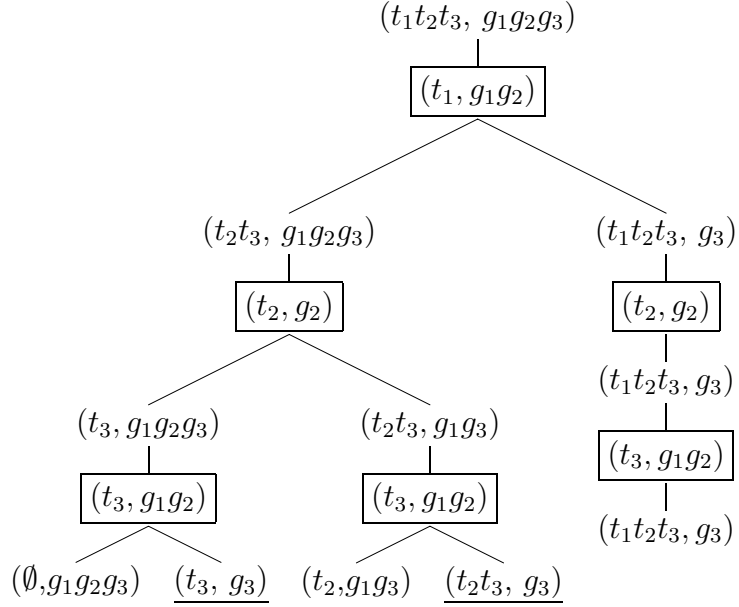 (t₁t₂t₃, g₁g₂g₃)
(t₁, g₁g₂)
(t₂t₃, g₁g₂g₃) (t₁t₂t₃, g₃)
(t₂, g₂) (t₂, g₂)
(t₁t₂t₃, g₃)
(t₃, g₁g₂g₃) (t₂t₃, g₁g₃)
(t₃, g₁g₂)
(t₃, g₁g₂) (t₃, g₁g₂)
(t₁t₂t₃, g₃)
(∅,g₁g₂g₃) (t₃, g₃) (t₂,g₁g₃) (t₂t₃, g₃)